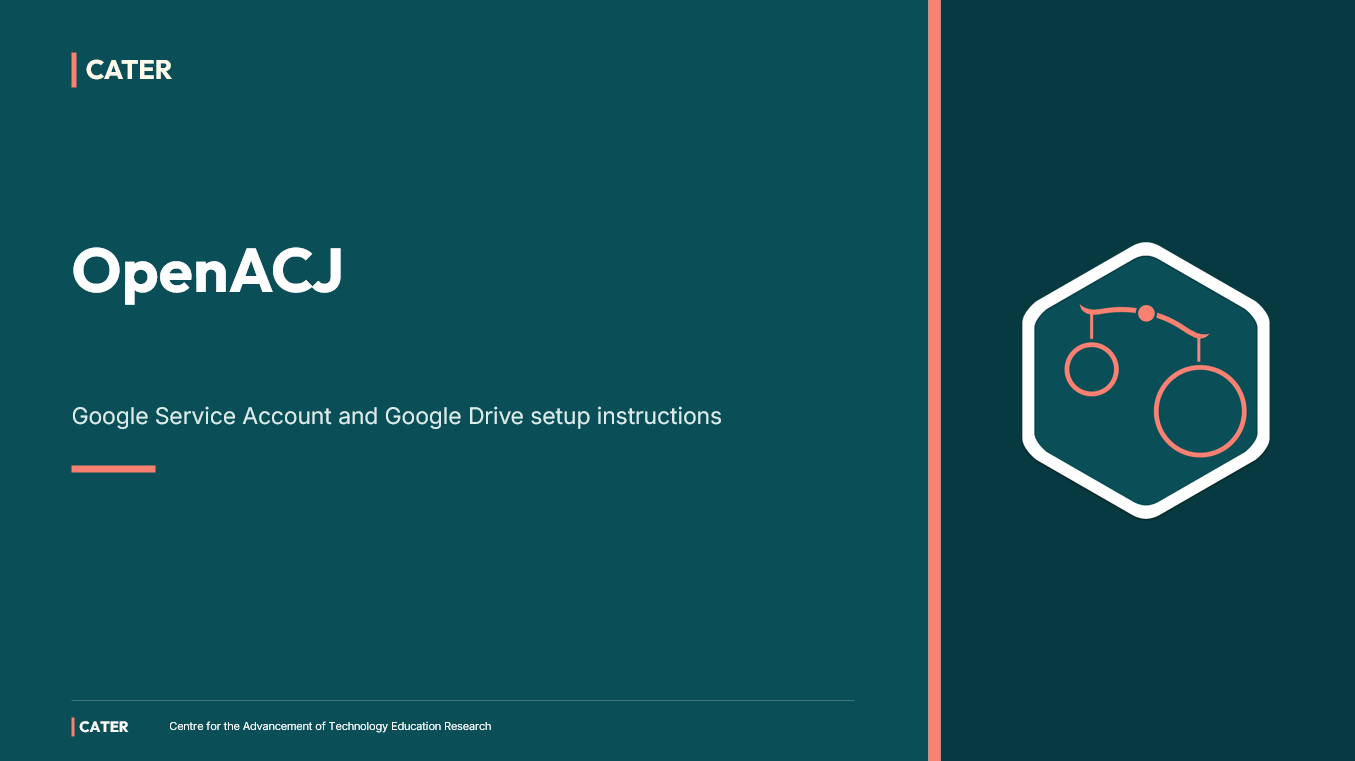 CATER
OpenACJ
Google Service Account and Google Drive setup instructions
CATER
Centre for the Advancement of Technology Education Research